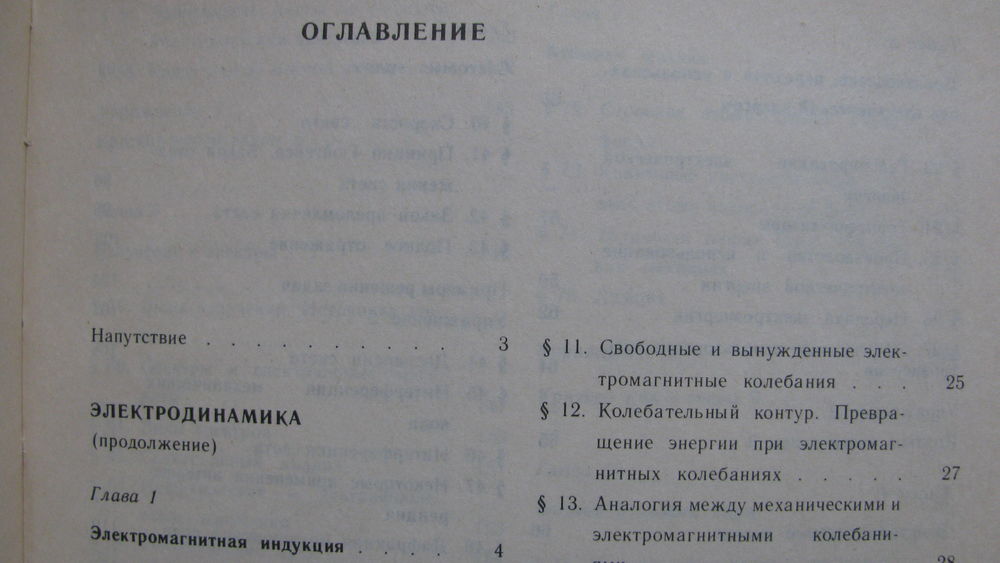 ОГЛАВЛЕНИЕ
Напутствие . . . . . . . . . . 3
ЭЛЕКТРОДИНАМИКА
(продолжение)
Глава 1
Электромагнитная индукция . . . . 4
§ 11. Свободные и вынужденные элек-
тромагнитные колебания . . . 25
§ 12. Колебательный контур. Превра-
щение энергии при электромаг-
нитных колебаниях . . . . . 27
§ 13. Аналогия между механическими и
электромагнитными колебани-
28